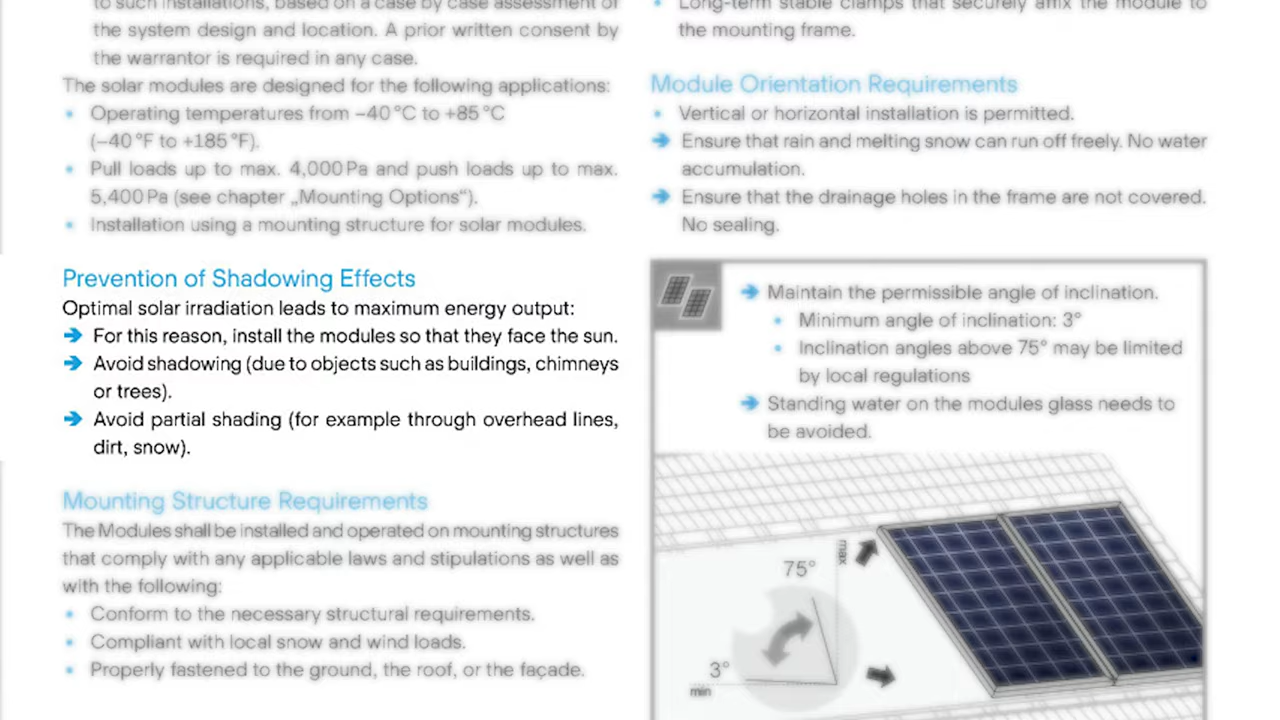 to such installations, based on a case by case assessment of
the system design and location. A prior written consent by
the warrantor is required in any case.
The solar modules are designed for the following applications:
• Operating temperatures from –40 °C to +85 °C
(–40 °F to +185 °F).
• Pull loads up to max. 4,000 Pa and push loads up to max.
5,400 Pa (see chapter „Mounting Options“).
• Installation using a mounting structure for solar modules.
Prevention of Shadowing Effects
Optimal solar irradiation leads to maximum energy output:
➔ For this reason, install the modules so that they face the sun.
➔ Avoid shadowing (due to objects such as buildings, chimneys
or trees).
➔ Avoid partial shading (for example through overhead lines,
dirt, snow).
Mounting Structure Requirements
The Modules shall be installed and operated on mounting structures
that comply with any applicable laws and stipulations as well as
with the following:
• Conform to the necessary structural requirements.
• Compliant with local snow and wind loads.
• Properly fastened to the ground, the roof, or the façade.
• Long-term stable clamps that securely affix the module to
the mounting frame.
Module Orientation Requirements
• Vertical or horizontal installation is permitted.
➔ Ensure that rain and melting snow can run off freely. No water
accumulation.
➔ Ensure that the drainage holes in the frame are not covered.
No sealing.
➔ Maintain the permissible angle of inclination.
• Minimum angle of inclination: 3°
• Inclination angles above 75° may be limited
by local regulations
➔ Standing water on the modules glass needs to
be avoided.
max
75°
3°
min